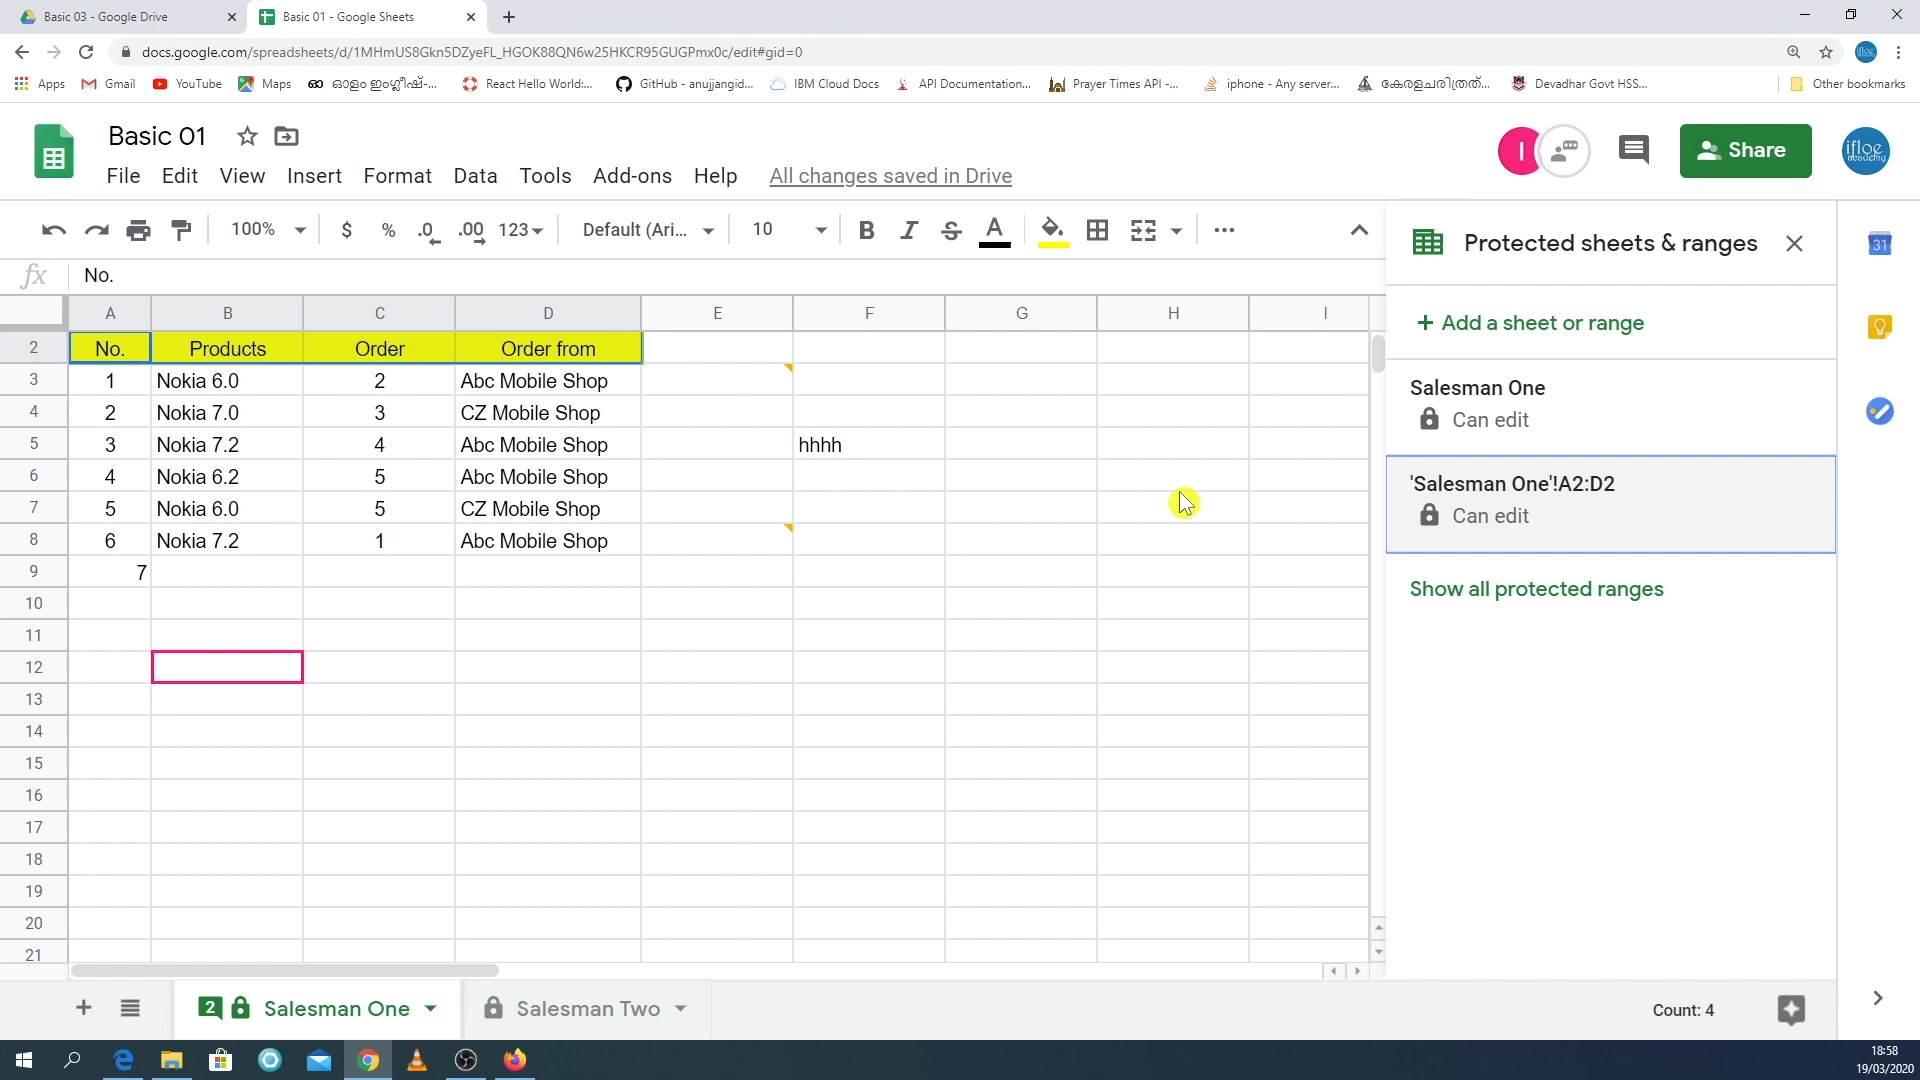 Basic 03 - Google Drive
Basic 01 - Google Sheets
docs.google.com/spreadsheets/d/1MHmUS8Gkn5DZyeFL_HGOK88QN6w25HKCR95GUGPmx0c/edit#gid=0
Apps Gmail YouTube Maps ഓളോ ഇംഗ്ലീഷ്-... React Hello World:... GitHub - anujjangid... IBM Cloud Docs API Documentation... Prayer Times API -... iphone - Any server... കേരളചരിത്രത്... Devadhar Govt HSS... Other bookmarks
Basic 01
File Edit View Insert Format Data Tools Add-ons Help All changes saved in Drive
I
Share
ifloe academy
100% $ % .0 .00 123 Default (Ari... 10 B I S A
fx No.
A B C D E F G H I
2 No. Products Order Order from
3 1 Nokia 6.0 2 Abc Mobile Shop
4 2 Nokia 7.0 3 CZ Mobile Shop
5 3 Nokia 7.2 4 Abc Mobile Shop hhhh
6 4 Nokia 6.2 5 Abc Mobile Shop
7 5 Nokia 6.0 5 CZ Mobile Shop
8 6 Nokia 7.2 1 Abc Mobile Shop
9 7
10
11
12
13
14
15
16
17
18
19
20
21
Protected sheets & ranges
+ Add a sheet or range
Salesman One
Can edit
'Salesman One'!A2:D2
Can edit
Show all protected ranges
31
2 Salesman One
Salesman Two
Count: 4
18:58
19/03/2020